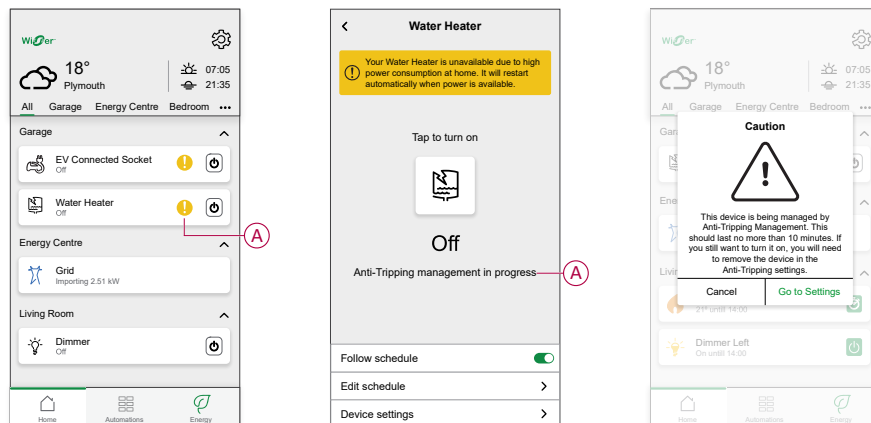 Wiser
18°
Plymouth
07:05
21:35
All Garage Energy Centre Bedroom •••
Garage
EV Connected Socket
Off
Water Heater
Off
A
Energy Centre
Grid
Importing 2.51 kW
Living Room
Dimmer
Off
Home Automations Energy
Water Heater
Your Water Heater is unavailable due to high
power consumption at home. It will restart
automatically when power is available.
Tap to turn on
Off
Anti-Tripping management in progress
A
Follow schedule
Edit schedule
Device settings
Wiser
18°
Plymouth
07:05
21:35
All Garage Energy Centre Bedroom •••
Caution
This device is being managed by
Anti-Tripping Management. This
should last no more than 10 minutes. If
you still want to turn it on, you will need
to remove the device in the
Anti-Tripping settings.
Cancel Go to Settings
21° until 14:00
Dimmer Left
On until 14:00
Home Automations Energy